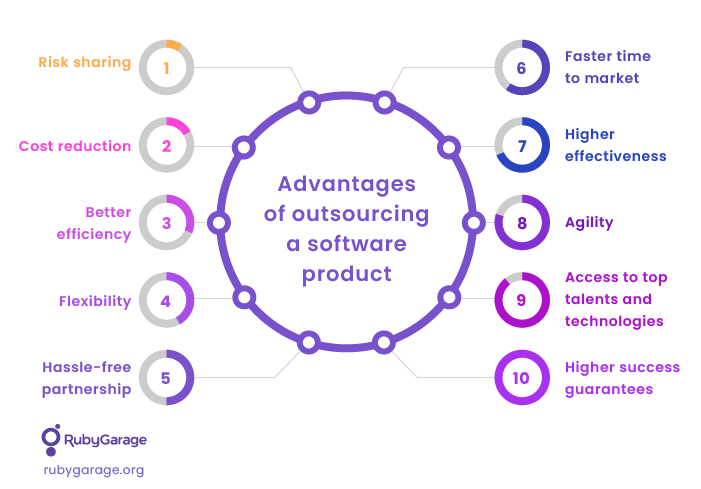 Advantages
of outsourcing
a software
product
1
Risk sharing
2
Cost reduction
3
Better
efficiency
4
Flexibility
5
Hassle-free
partnership
6
Faster time
to market
7
Higher
effectiveness
8
Agility
9
Access to top
talents and
technologies
10
Higher success
guarantees
RubyGarage
rubygarage.org